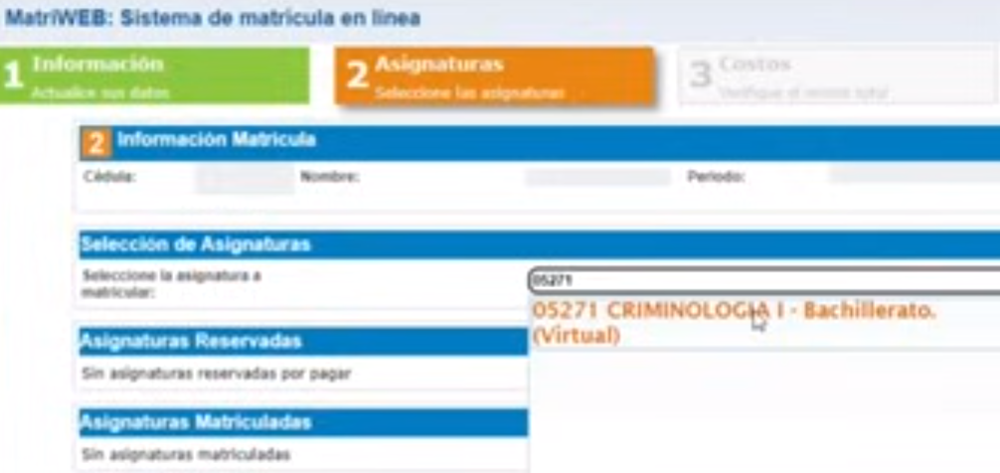 MatriWEB: Sistema de matrícula en línea
1 Información
Actualice sus datos
2 Asignaturas
Seleccione las asignaturas
3 Costos
Verifique el monto total
2 Información Matricula
Cédula: Nombre: Periodo:
Selección de Asignaturas
Seleccione la asignatura a
matricular:
05271
05271 CRIMINOLOGIA I - Bachillerato.
(Virtual)
Asignaturas Reservadas
Sin asignaturas reservadas por pagar
Asignaturas Matriculadas
Sin asignaturas matriculadas